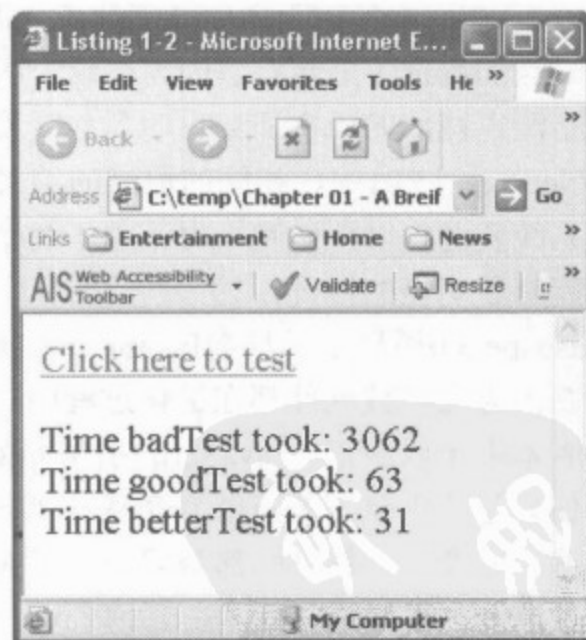 Listing 1-2 - Microsoft Internet E...
File Edit View Favorites Tools He »
Back »
Address C:\temp\Chapter 01 - A Breif Go
Links Entertainment Home News »
AIS Web Accessibility Toolbar Validate Resize »
Click here to test
Time badTest took: 3062
Time goodTest took: 63
Time betterTest took: 31
My Computer